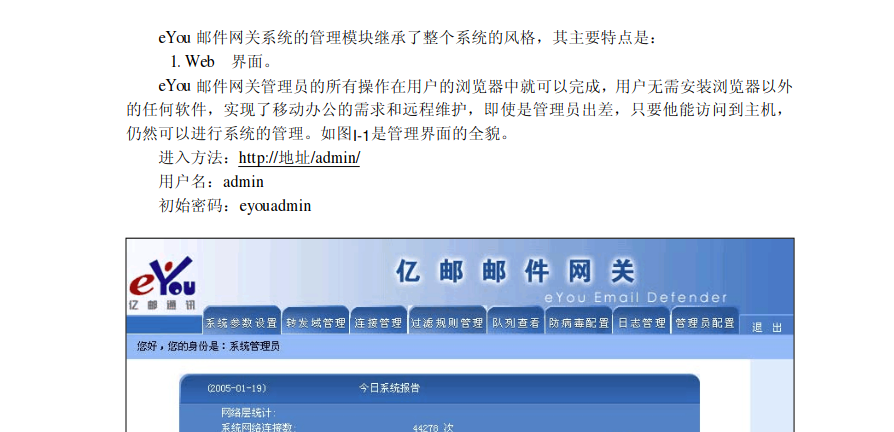 eYou 邮件网关系统的管理模块继承了整个系统的风格，其主要特点是：
1. Web 界面。
eYou 邮件网关管理员的所有操作在用户的浏览器中就可以完成，用户无需安装浏览器以外
的任何软件，实现了移动办公的需求和远程维护，即使是管理员出差，只要他能访问到主机，
仍然可以进行系统的管理。如图I-1是管理界面的全貌。
进入方法：http://地址/admin/
用户名：admin
初始密码：eyouadmin
eYou
亿邮通讯
亿邮邮件网关
eYou Email Defender
系统参数设置 转发域管理 连接管理 过滤规则管理 队列查看 防病毒配置 日志管理 管理员配置 退出
您好，您的身份是：系统管理员
(2005-01-19) 今日系统报告
网络层统计:
系统网络连接数: 44278 次